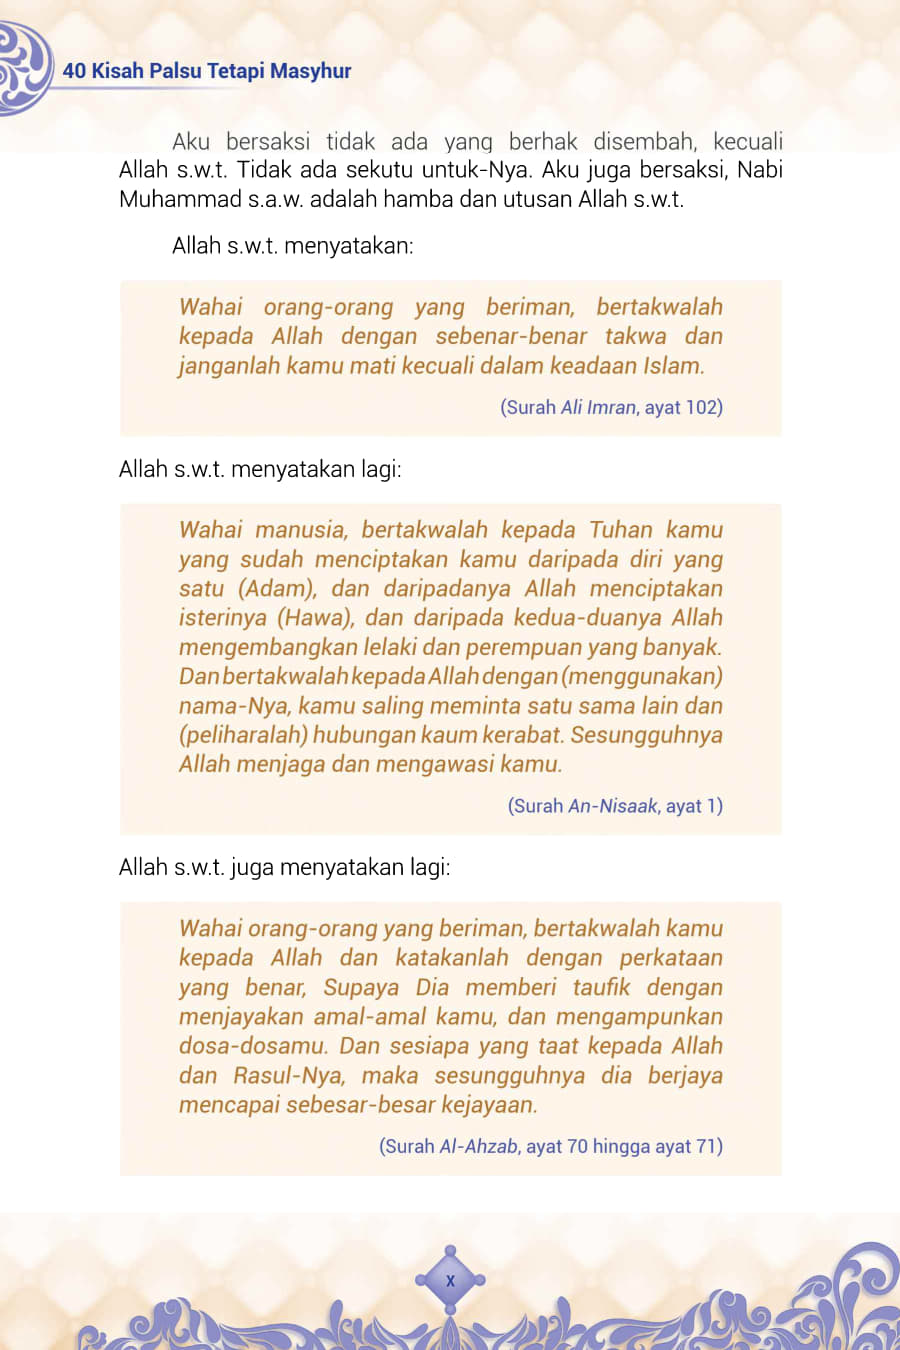 40 Kisah Palsu Tetapi Masyhur
Aku bersaksi tidak ada yang berhak disembah, kecuali
Allah s.w.t. Tidak ada sekutu untuk-Nya. Aku juga bersaksi, Nabi
Muhammad s.a.w. adalah hamba dan utusan Allah s.w.t.
Allah s.w.t. menyatakan:
Wahai orang-orang yang beriman, bertakwalah
kepada Allah dengan sebenar-benar takwa dan
janganlah kamu mati kecuali dalam keadaan Islam.
(Surah Ali Imran, ayat 102)
Allah s.w.t. menyatakan lagi:
Wahai manusia, bertakwalah kepada Tuhan kamu
yang sudah menciptakan kamu daripada diri yang
satu (Adam), dan daripadanya Allah menciptakan
isterinya (Hawa), dan daripada kedua-duanya Allah
mengembangkan lelaki dan perempuan yang banyak.
Dan bertakwalah kepada Allah dengan (menggunakan)
nama-Nya, kamu saling meminta satu sama lain dan
(peliharalah) hubungan kaum kerabat. Sesungguhnya
Allah menjaga dan mengawasi kamu.
(Surah An-Nisaak, ayat 1)
Allah s.w.t. juga menyatakan lagi:
Wahai orang-orang yang beriman, bertakwalah kamu
kepada Allah dan katakanlah dengan perkataan
yang benar, Supaya Dia memberi taufik dengan
menjayakan amal-amal kamu, dan mengampunkan
dosa-dosamu. Dan sesiapa yang taat kepada Allah
dan Rasul-Nya, maka sesungguhnya dia berjaya
mencapai sebesar-besar kejayaan.
(Surah Al-Ahzab, ayat 70 hingga ayat 71)
x